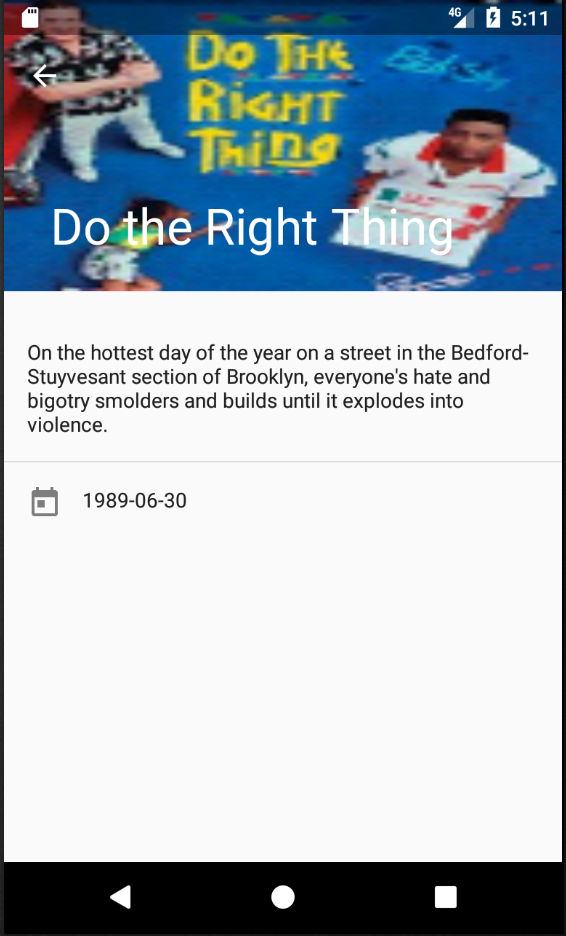 4G 5:11
DO THE
RIGHT
THiNg
Bed-Sty
Do the Right Thing
On the hottest day of the year on a street in the Bedford-
Stuyvesant section of Brooklyn, everyone's hate and
bigotry smolders and builds until it explodes into
violence.
1989-06-30